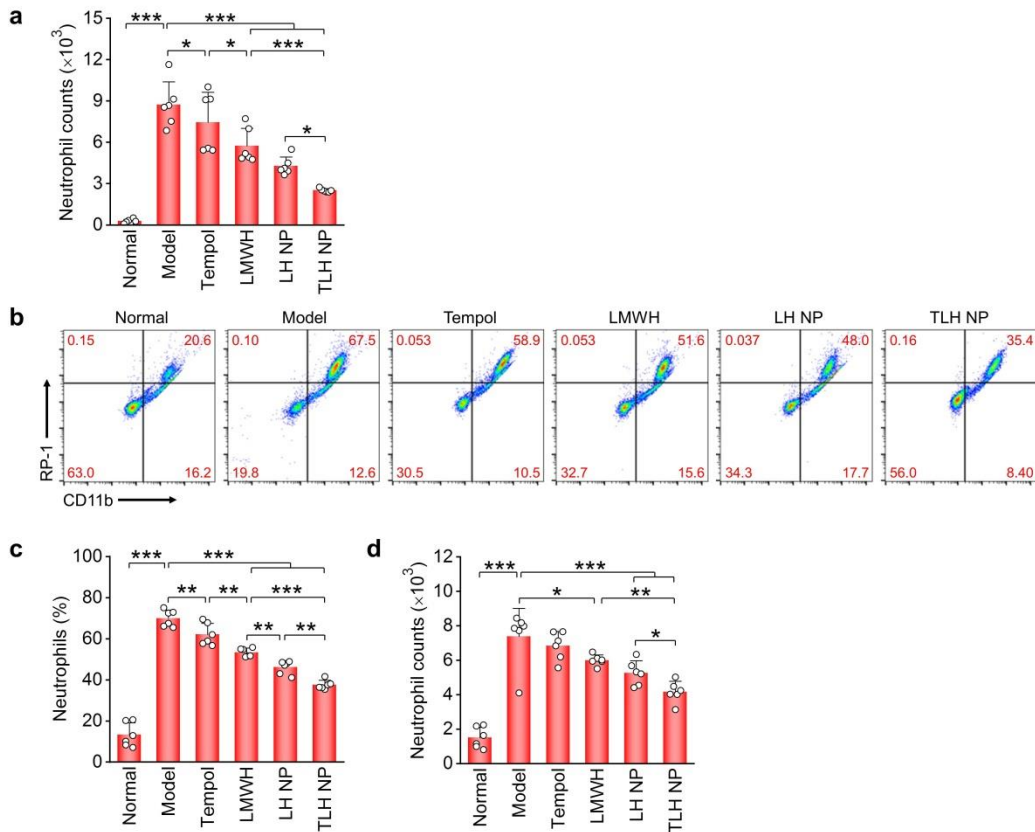 a
*** ***
* * ***
*
Neutrophil counts (×10³)
15
12
9
6
3
0
Normal Model Tempol LMWH LH NP TLH NP
b
Normal Model Tempol LMWH LH NP TLH NP
0.15 20.6 0.10 67.5 0.053 58.9 0.053 51.6 0.037 48.0 0.16 35.4
RP-1
63.0 16.2 19.8 12.6 30.5 10.5 32.7 15.6 34.3 17.7 56.0 8.40
CD11b
c
*** ***
** ** ***
** **
Neutrophils (%)
100
80
60
40
20
0
Normal Model Tempol LMWH LH NP TLH NP
d
*** ***
* **
*
Neutrophil counts (×10³)
12
10
8
6
4
2
0
Normal Model Tempol LMWH LH NP TLH NP